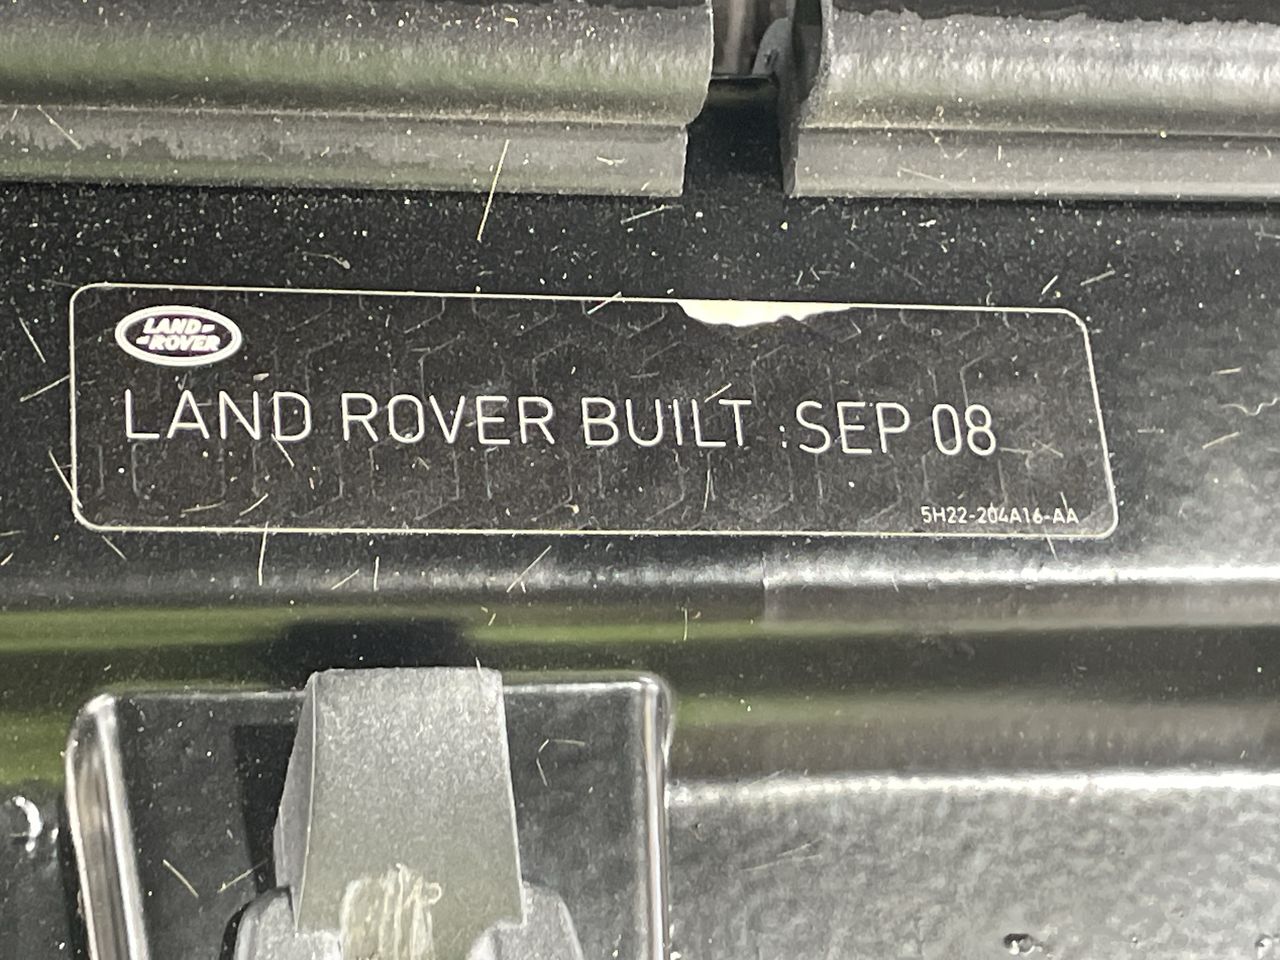 LAND-
-ROVER
LAND ROVER BUILT : SEP 08
5H22-204A16-AA